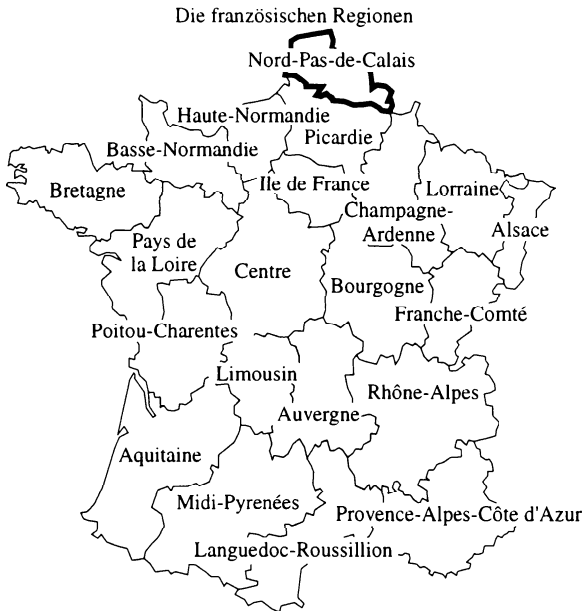 Die französischen Regionen
Nord-Pas-de-Calais
Haute-Normandie
Picardie
Basse-Normandie
Ile de France
Lorraine
Bretagne
Champagne-
Ardenne
Alsace
Pays de
la Loire
Centre
Bourgogne
Franche-Comté
Poitou-Charentes
Limousin
Rhône-Alpes
Auvergne
Aquitaine
Midi-Pyrenées
Provence-Alpes-Côte d'Azur
Languedoc-Roussillion